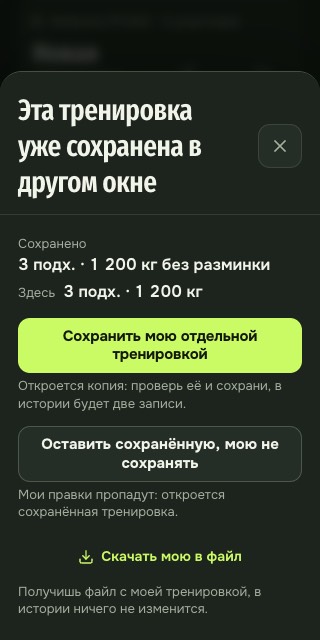 Эта тренировка
уже сохранена в
другом окне
Сохранено
3 подх. · 1 200 кг без разминки
Здесь 3 подх. · 1 200 кг
Сохранить мою отдельной
тренировкой
Откроется копия: проверь её и сохрани, в
истории будет две записи.
Оставить сохранённую, мою не
сохранять
Мои правки пропадут: откроется
сохранённая тренировка.
Скачать мою в файл
Получишь файл с моей тренировкой, в
истории ничего не изменится.